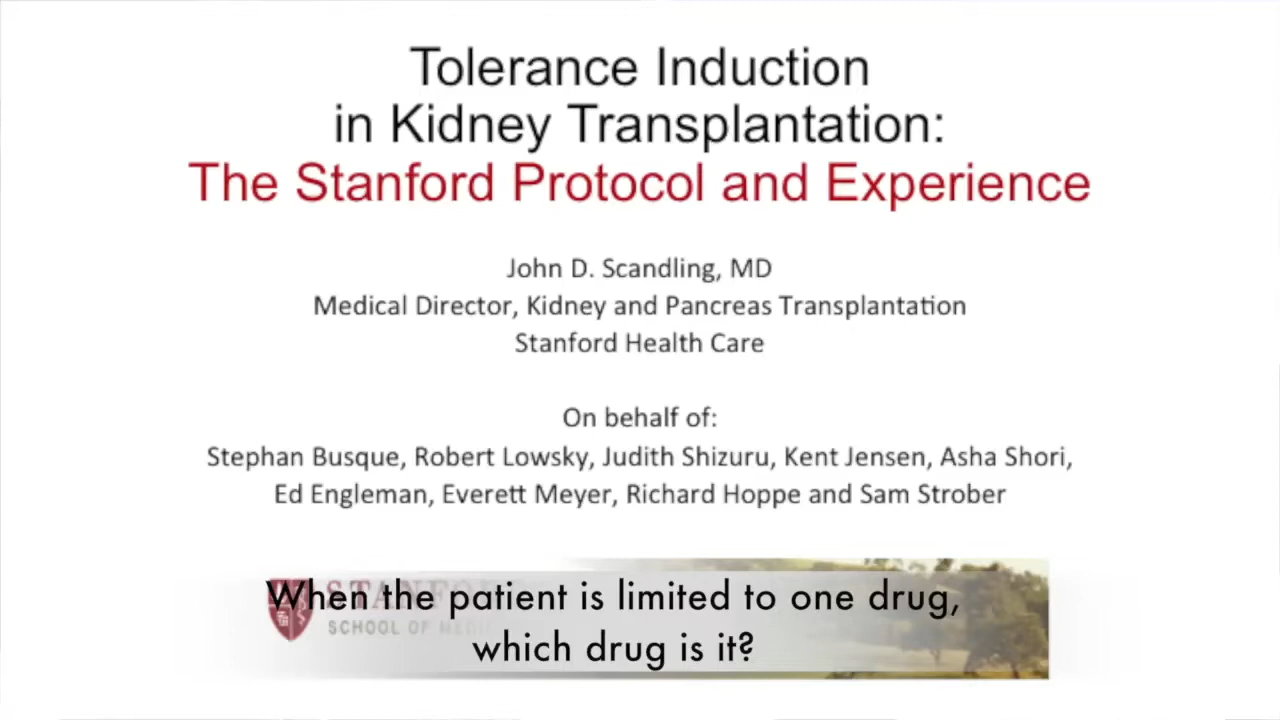 Tolerance Induction
in Kidney Transplantation:
The Stanford Protocol and Experience
John D. Scandling, MD
Medical Director, Kidney and Pancreas Transplantation
Stanford Health Care
On behalf of:
Stephan Busque, Robert Lowsky, Judith Shizuru, Kent Jensen, Asha Shori,
Ed Engleman, Everett Meyer, Richard Hoppe and Sam Strober
When the patient is limited to one drug,
which drug is it?
SCHOOL OF